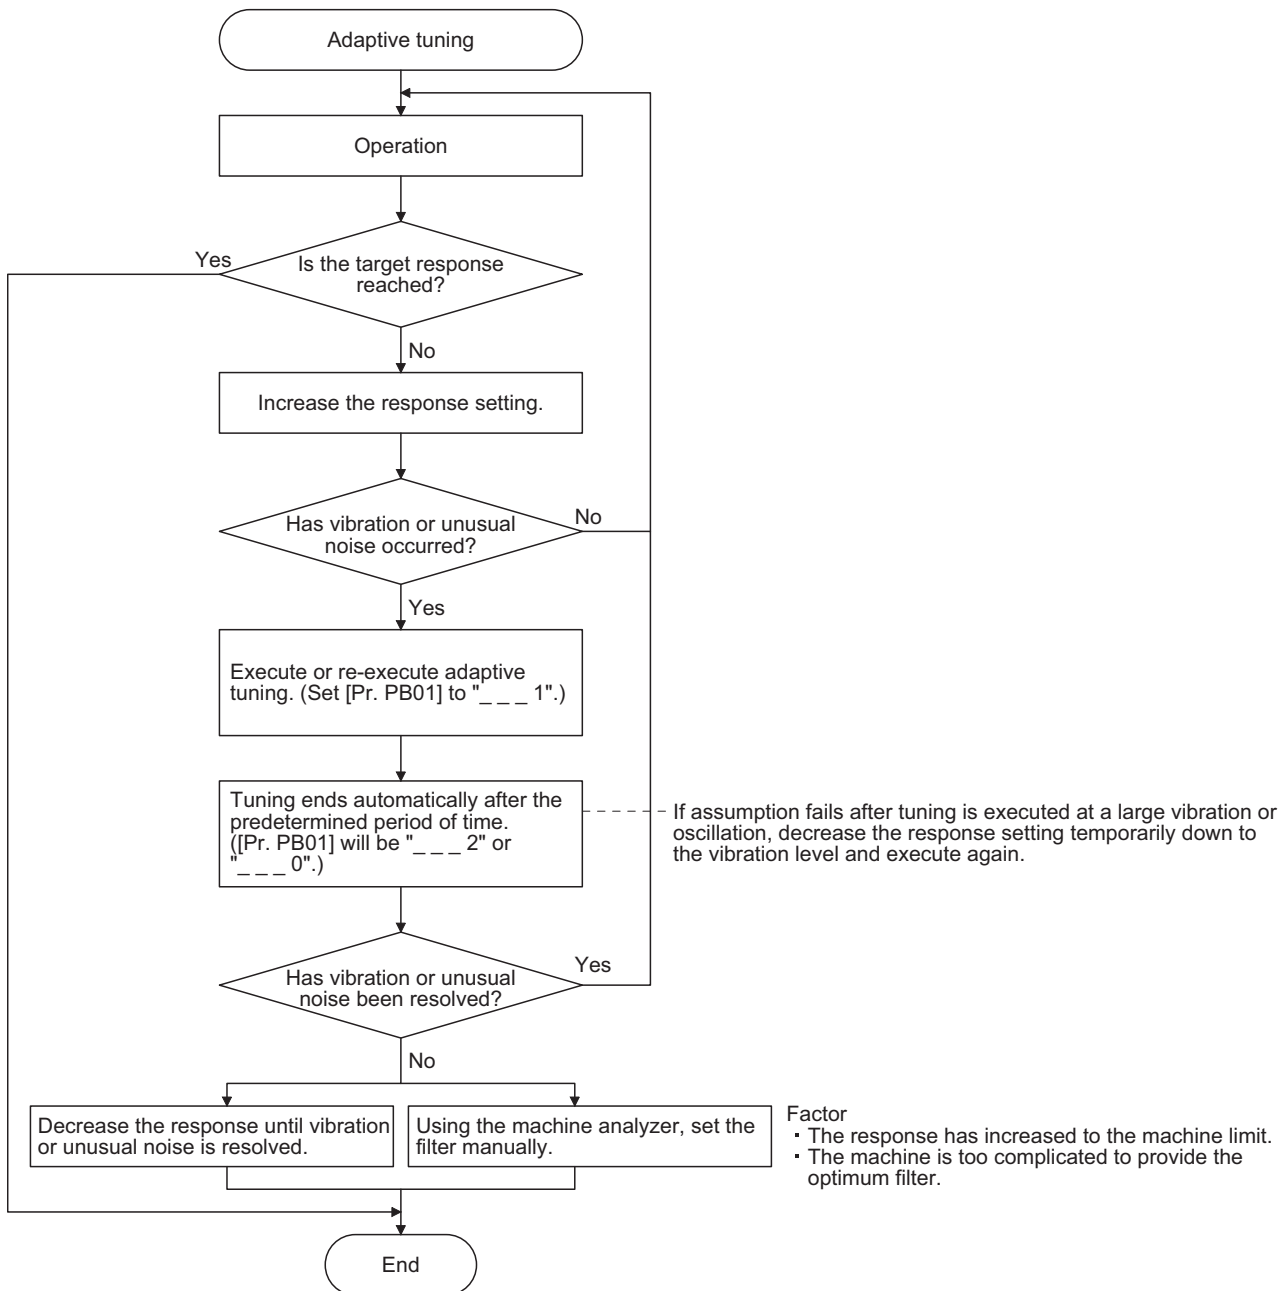 Adaptive tuning
Operation
Yes
Is the target response
reached?
No
Increase the response setting.
Has vibration or unusual
noise occurred?
No
Yes
Execute or re-execute adaptive
tuning. (Set [Pr. PB01] to "_ _ _ 1".)
Tuning ends automatically after the
predetermined period of time.
([Pr. PB01] will be "_ _ _ 2" or
"_ _ _ 0".)
If assumption fails after tuning is executed at a large vibration or
oscillation, decrease the response setting temporarily down to
the vibration level and execute again.
Has vibration or unusual
noise been resolved?
Yes
No
Decrease the response until vibration
or unusual noise is resolved.
Using the machine analyzer, set the
filter manually.
Factor
・The response has increased to the machine limit.
・The machine is too complicated to provide the
optimum filter.
End